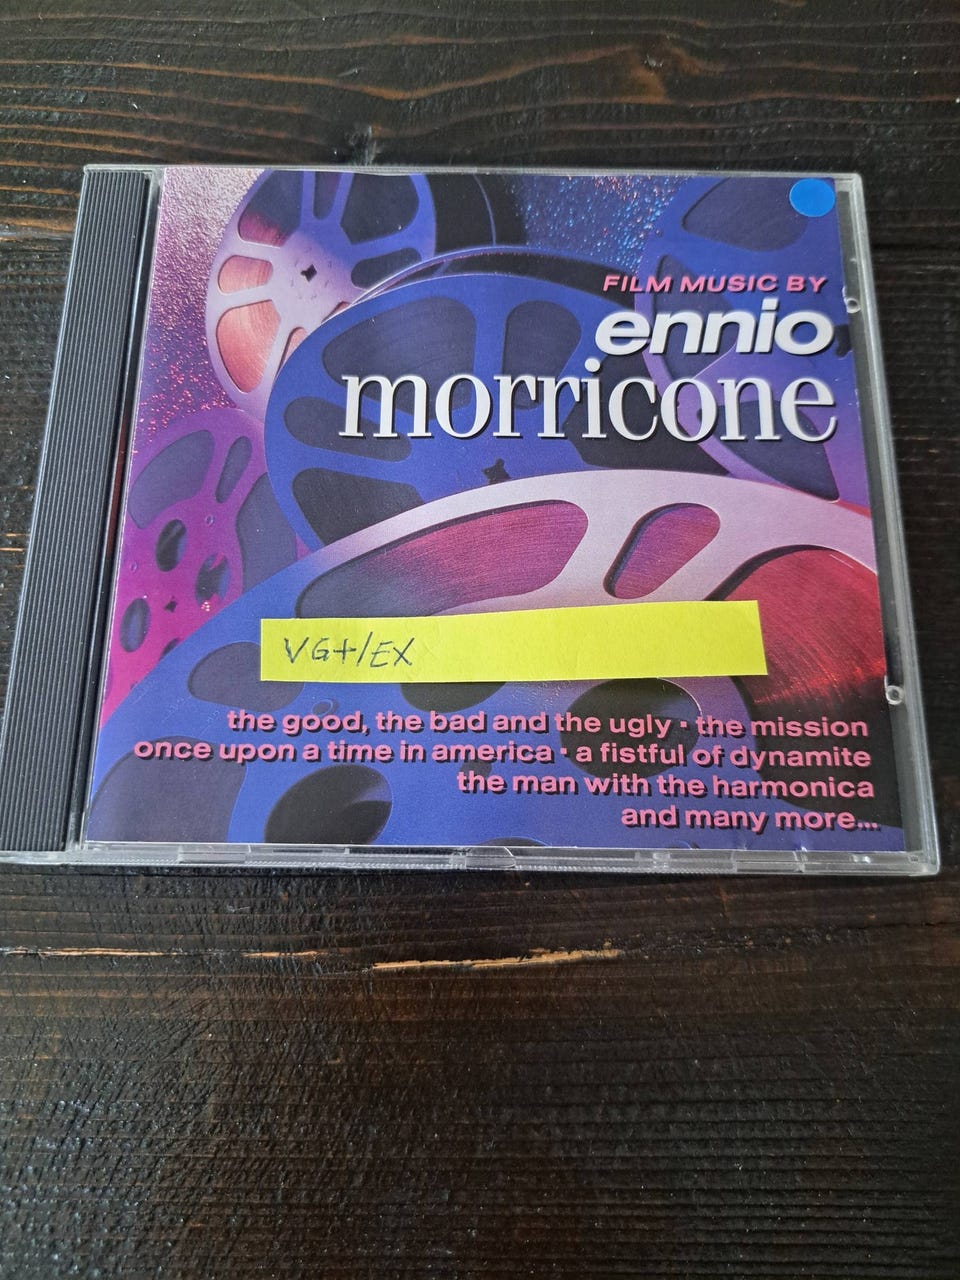 FILM MUSIC BY
ennio
morricone
VG+/EX
the good, the bad and the ugly · the mission
once upon a time in america · a fistful of dynamite
the man with the harmonica
and many more...